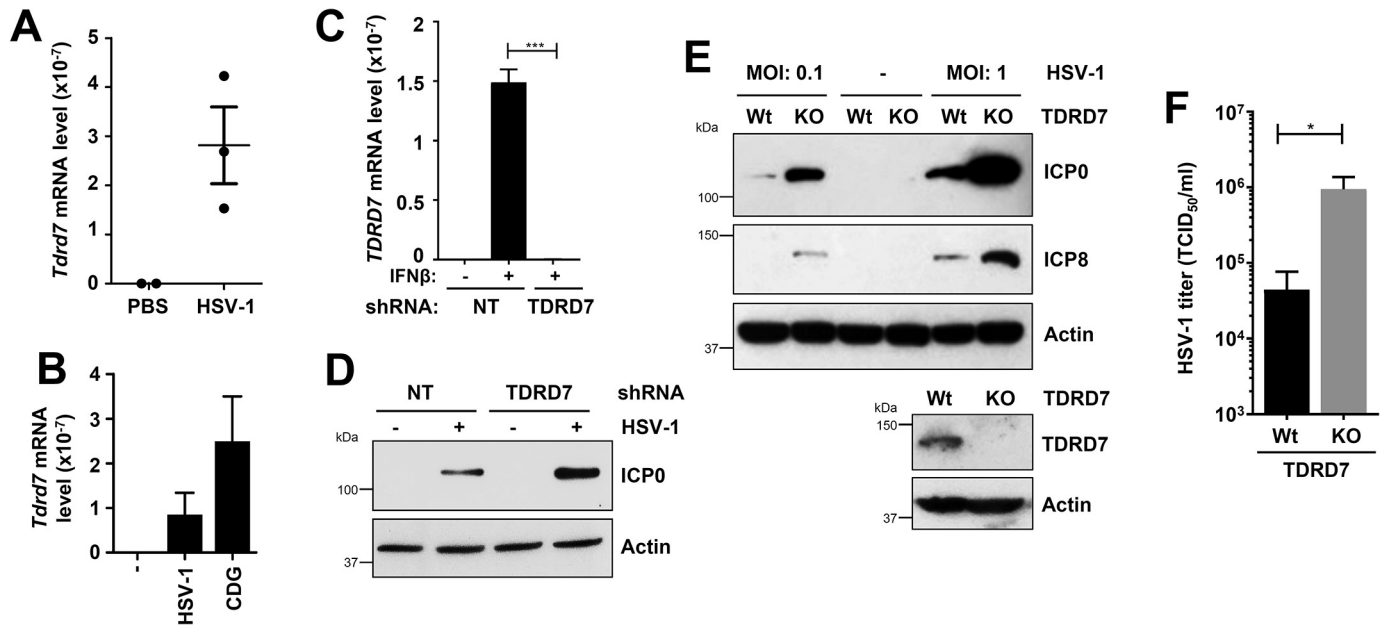 A
Tdrd7 mRNA level (x10-7)
5
4
3
2
1
0
PBS HSV-1
B
Tdrd7 mRNA
level (x10-7)
4
3
2
1
0
-
HSV-1
CDG
C
TDRD7 mRNA level (x10-7)
2
1.5
1
0.5
0
***
IFNβ: - + +
shRNA: NT TDRD7
D
NT TDRD7 shRNA
- + - + HSV-1
kDa
100
ICP0
37
Actin
E
MOI: 0.1 - MOI: 1 HSV-1
Wt KO Wt KO Wt KO TDRD7
kDa
100
ICP0
150
ICP8
37
Actin
Wt KO TDRD7
kDa
150
TDRD7
37
Actin
F
HSV-1 titer (TCID50/ml)
107
106
105
104
103
*
Wt KO
TDRD7